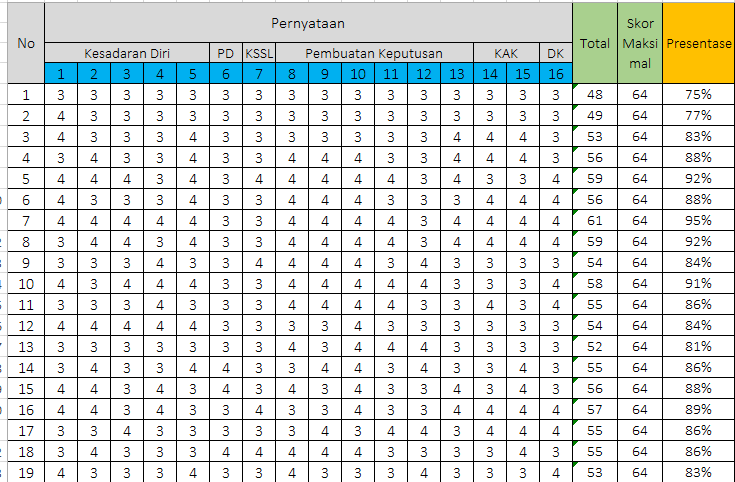 No Pernyataan Total Skor Maksi mal Presentase
Kesadaran Diri PD KSSL Pembuatan Keputusan KAK DK
1 2 3 4 5 6 7 8 9 10 11 12 13 14 15 16
1 3 3 3 3 3 3 3 3 3 3 3 3 3 3 3 3 48 64 75%
2 4 3 3 3 3 3 3 3 3 3 3 3 3 3 3 3 49 64 77%
3 4 3 3 3 4 3 3 3 3 3 3 3 4 4 4 3 53 64 83%
4 3 4 3 3 4 3 3 4 4 4 3 3 4 4 4 3 56 64 88%
5 4 4 4 3 4 3 4 4 4 4 4 3 4 3 3 4 59 64 92%
6 4 3 3 3 4 3 3 4 4 4 3 3 3 4 4 4 56 64 88%
7 4 4 4 4 4 3 3 4 4 4 4 3 4 4 4 4 61 64 95%
8 3 4 4 3 4 3 3 4 4 4 4 3 4 4 4 4 59 64 92%
9 3 3 3 4 3 3 4 4 4 4 3 4 3 3 3 3 54 64 84%
10 4 3 4 4 4 3 3 4 4 4 4 4 3 3 3 4 58 64 91%
11 3 3 3 4 3 3 3 4 4 4 4 3 3 4 3 4 55 64 86%
12 4 4 4 4 4 3 3 3 3 4 3 3 3 3 3 3 54 64 84%
13 3 3 3 3 3 3 3 4 3 4 4 4 3 3 3 3 52 64 81%
14 3 4 3 3 4 4 3 3 4 4 3 4 3 3 4 3 55 64 86%
15 4 4 3 4 3 4 3 4 3 4 3 3 4 3 4 3 56 64 88%
16 4 4 3 4 3 3 4 3 3 4 3 3 4 4 4 4 57 64 89%
17 3 3 4 3 3 3 3 3 4 3 4 4 3 4 4 4 55 64 86%
18 3 4 3 3 3 4 4 4 4 4 3 3 3 3 4 3 55 64 86%
19 4 3 3 3 4 3 3 4 3 3 3 4 3 3 3 4 53 64 83%